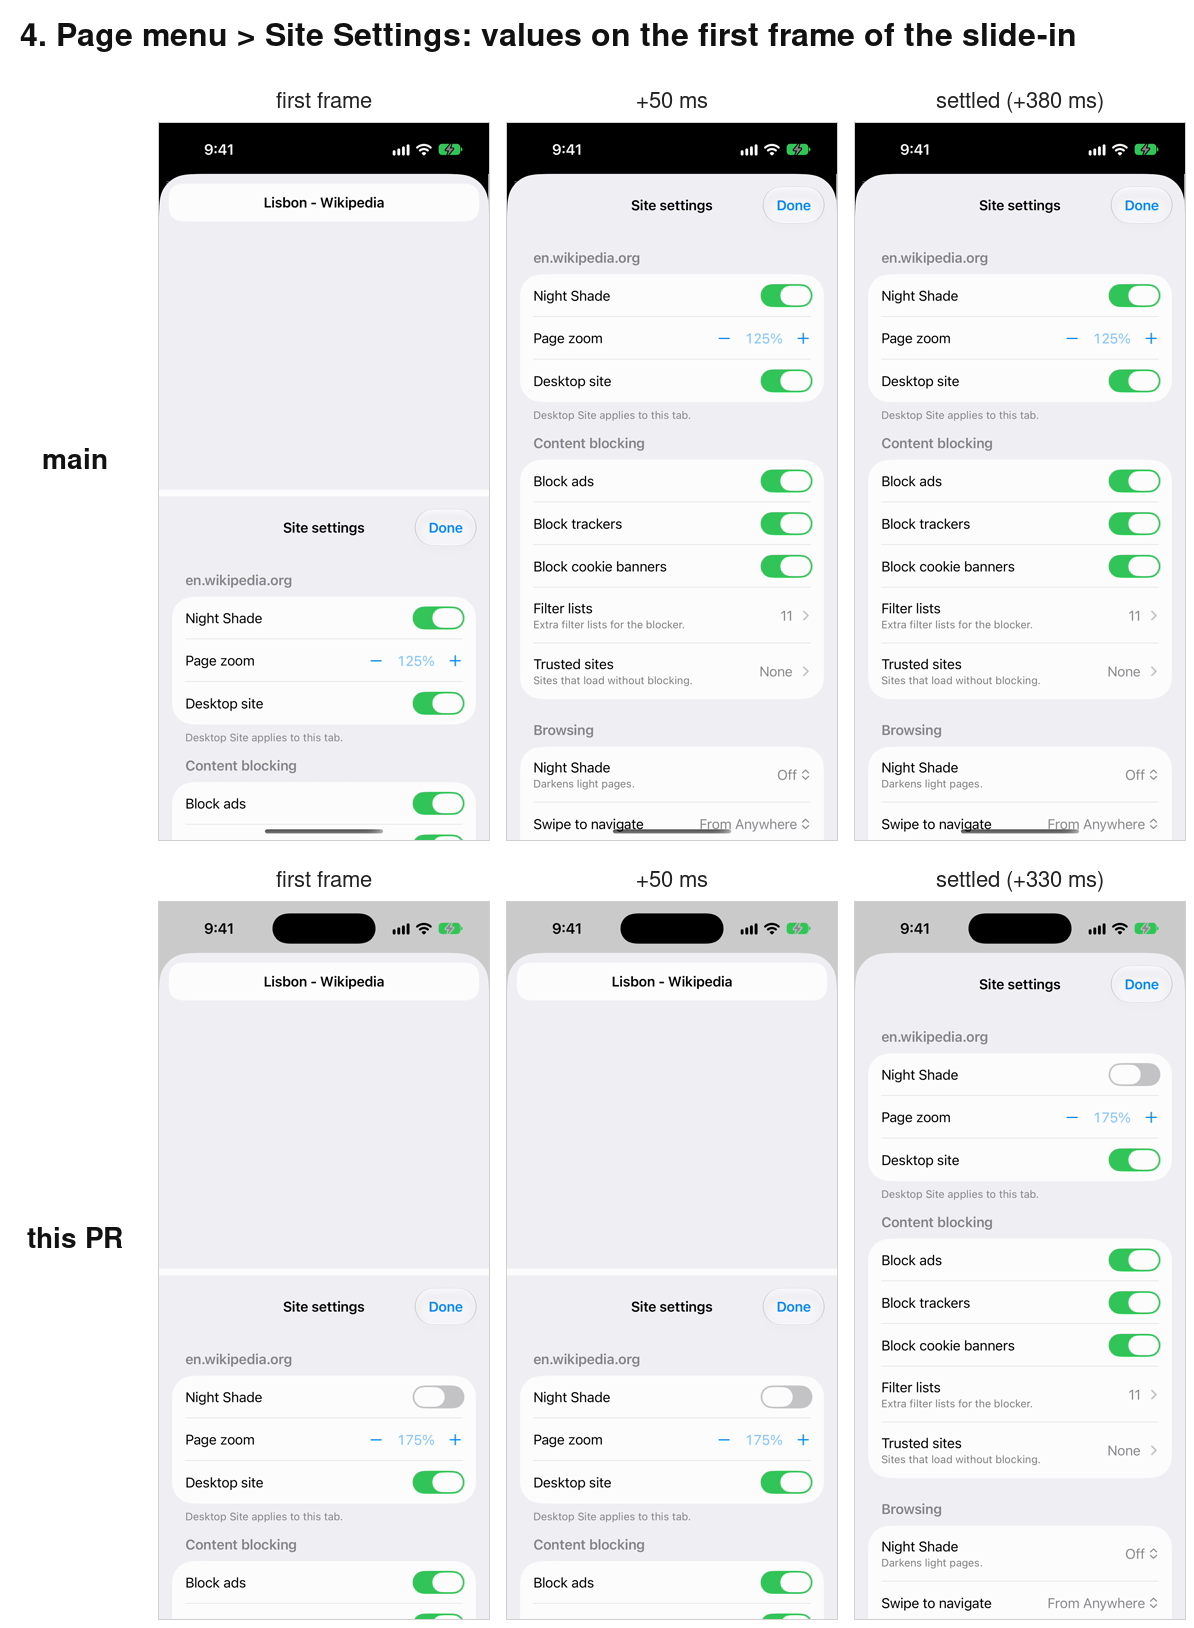 4. Page menu > Site Settings: values on the first frame of the slide-in
first frame
+50 ms
settled (+380 ms)
main
9:41
Lisbon - Wikipedia
Site settings
Done
en.wikipedia.org
Night Shade
Page zoom
− 125% +
Desktop site
Desktop Site applies to this tab.
Content blocking
Block ads
9:41
Site settings
Done
en.wikipedia.org
Night Shade
Page zoom
− 125% +
Desktop site
Desktop Site applies to this tab.
Content blocking
Block ads
Block trackers
Block cookie banners
Filter lists
11
Extra filter lists for the blocker.
Trusted sites
None
Sites that load without blocking.
Browsing
Night Shade
Off
Darkens light pages.
Swipe to navigate
From Anywhere
9:41
Site settings
Done
en.wikipedia.org
Night Shade
Page zoom
− 125% +
Desktop site
Desktop Site applies to this tab.
Content blocking
Block ads
Block trackers
Block cookie banners
Filter lists
11
Extra filter lists for the blocker.
Trusted sites
None
Sites that load without blocking.
Browsing
Night Shade
Off
Darkens light pages.
Swipe to navigate
From Anywhere
first frame
+50 ms
settled (+330 ms)
this PR
9:41
Lisbon - Wikipedia
Site settings
Done
en.wikipedia.org
Night Shade
Page zoom
− 175% +
Desktop site
Desktop Site applies to this tab.
Content blocking
Block ads
9:41
Lisbon - Wikipedia
Site settings
Done
en.wikipedia.org
Night Shade
Page zoom
− 175% +
Desktop site
Desktop Site applies to this tab.
Content blocking
Block ads
9:41
Site settings
Done
en.wikipedia.org
Night Shade
Page zoom
− 175% +
Desktop site
Desktop Site applies to this tab.
Content blocking
Block ads
Block trackers
Block cookie banners
Filter lists
11
Extra filter lists for the blocker.
Trusted sites
None
Sites that load without blocking.
Browsing
Night Shade
Off
Darkens light pages.
Swipe to navigate
From Anywhere